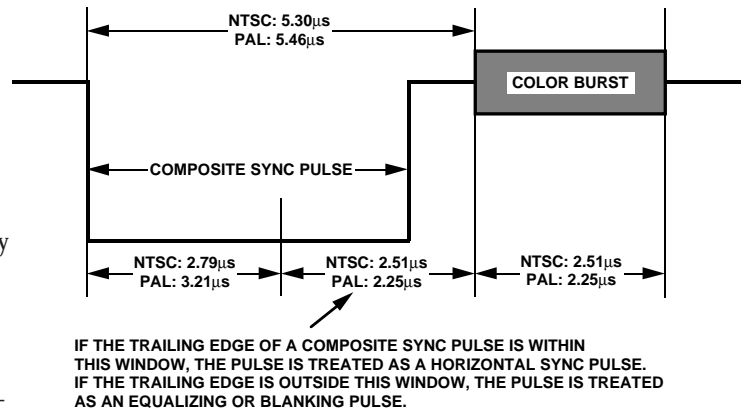 NTSC: 5.30μs
PAL: 5.46μs
COLOR BURST
COMPOSITE SYNC PULSE
y
NTSC: 2.79μs
PAL: 3.21μs
NTSC: 2.51μs
PAL: 2.25μs
NTSC: 2.51μs
PAL: 2.25μs
IF THE TRAILING EDGE OF A COMPOSITE SYNC PULSE IS WITHIN
THIS WINDOW, THE PULSE IS TREATED AS A HORIZONTAL SYNC PULSE.
IF THE TRAILING EDGE IS OUTSIDE THIS WINDOW, THE PULSE IS TREATED
AS AN EQUALIZING OR BLANKING PULSE.
-